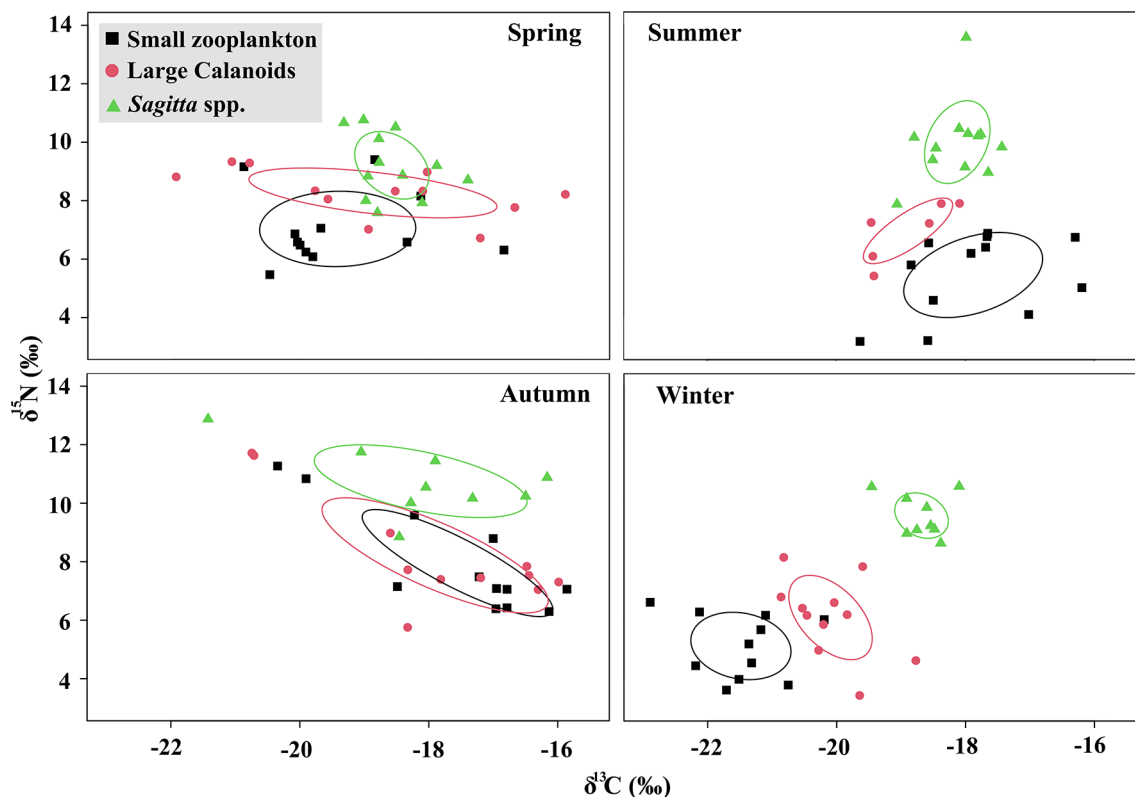 14
12
10
8
6
4
Small zooplankton
Large Calanoids
Sagitta spp.
Spring
Summer
14
12
10
8
6
4
Autumn
Winter
δ15N (‰)
-22
-20
-18
-16
-22
-20
-18
-16
δ13C (‰)